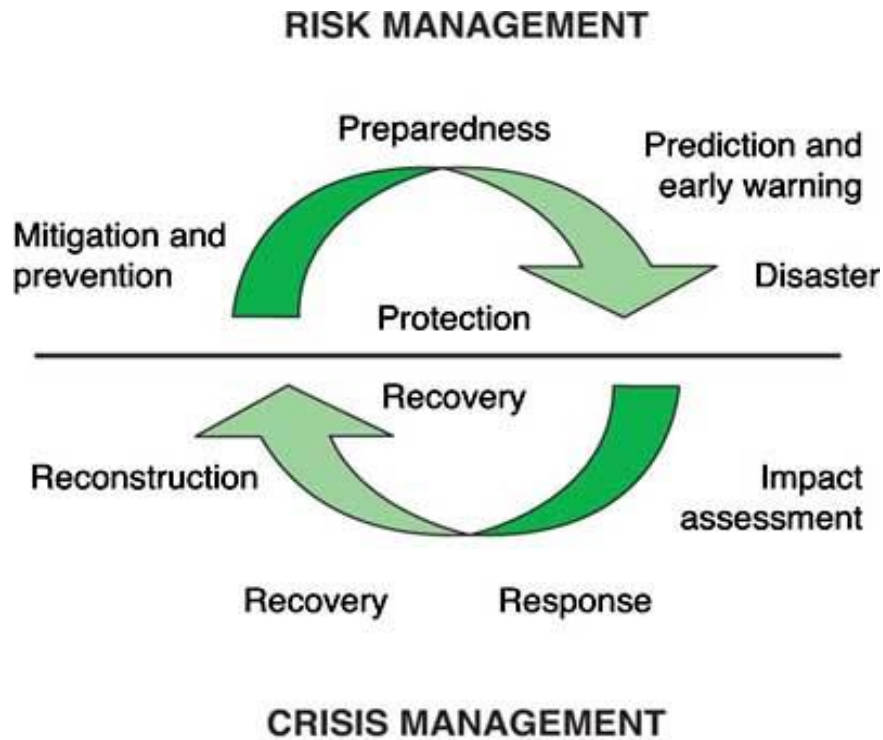 RISK MANAGEMENT
Preparedness
Prediction and
early warning
Mitigation and
prevention
Disaster
Protection
Recovery
Reconstruction
Impact
assessment
Recovery
Response
CRISIS MANAGEMENT